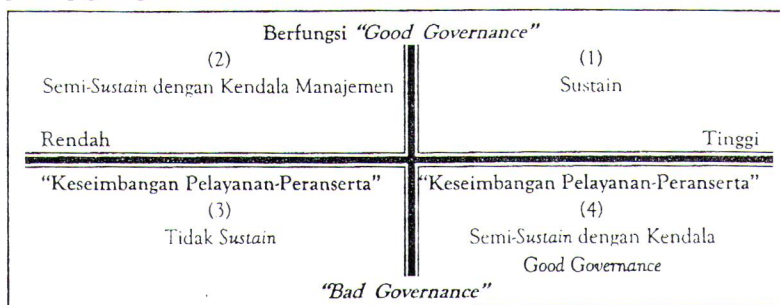 Berfungsi "Good Governance"
(2)
Semi-Sustain dengan Kendala Manajemen
(1)
Sustain
Rendah
Tinggi
"Keseimbangan Pelayanan-Peranserta"
(3)
Tidak Sustain
"Keseimbangan Pelayanan-Peranserta"
(4)
Semi-Sustain dengan Kendala
Good Governance
"Bad Governance"